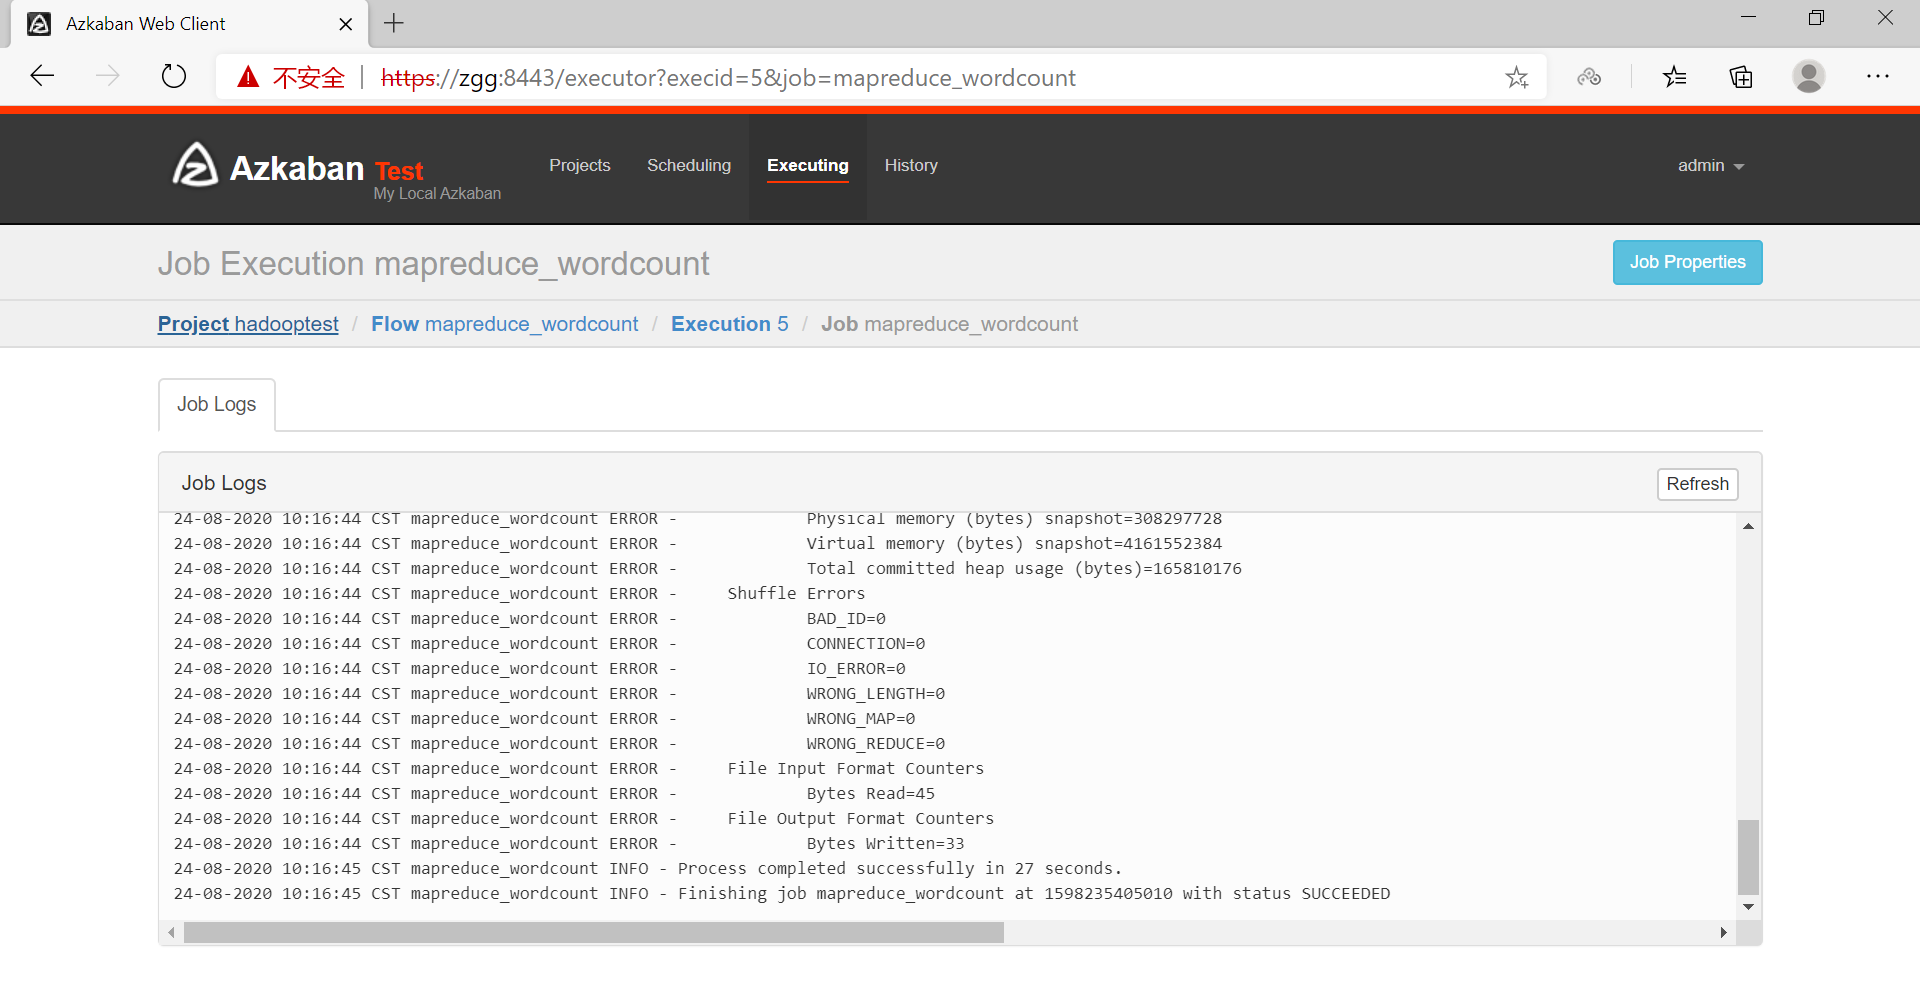 Azkaban Web Client
不安全 https://zgg:8443/executor?execid=5&job=mapreduce_wordcount
Azkaban Test
My Local Azkaban
Projects Scheduling Executing History admin
Job Execution mapreduce_wordcount
Job Properties
Project hadooptest / Flow mapreduce_wordcount / Execution 5 / Job mapreduce_wordcount
Job Logs
Job Logs
Refresh
24-08-2020 10:16:44 CST mapreduce_wordcount ERROR - Physical memory (bytes) snapshot=308297728
24-08-2020 10:16:44 CST mapreduce_wordcount ERROR - Virtual memory (bytes) snapshot=4161552384
24-08-2020 10:16:44 CST mapreduce_wordcount ERROR - Total committed heap usage (bytes)=165810176
24-08-2020 10:16:44 CST mapreduce_wordcount ERROR - Shuffle Errors
24-08-2020 10:16:44 CST mapreduce_wordcount ERROR - BAD_ID=0
24-08-2020 10:16:44 CST mapreduce_wordcount ERROR - CONNECTION=0
24-08-2020 10:16:44 CST mapreduce_wordcount ERROR - IO_ERROR=0
24-08-2020 10:16:44 CST mapreduce_wordcount ERROR - WRONG_LENGTH=0
24-08-2020 10:16:44 CST mapreduce_wordcount ERROR - WRONG_MAP=0
24-08-2020 10:16:44 CST mapreduce_wordcount ERROR - WRONG_REDUCE=0
24-08-2020 10:16:44 CST mapreduce_wordcount ERROR - File Input Format Counters
24-08-2020 10:16:44 CST mapreduce_wordcount ERROR - Bytes Read=45
24-08-2020 10:16:44 CST mapreduce_wordcount ERROR - File Output Format Counters
24-08-2020 10:16:44 CST mapreduce_wordcount ERROR - Bytes Written=33
24-08-2020 10:16:45 CST mapreduce_wordcount INFO - Process completed successfully in 27 seconds.
24-08-2020 10:16:45 CST mapreduce_wordcount INFO - Finishing job mapreduce_wordcount at 1598235405010 with status SUCCEEDED